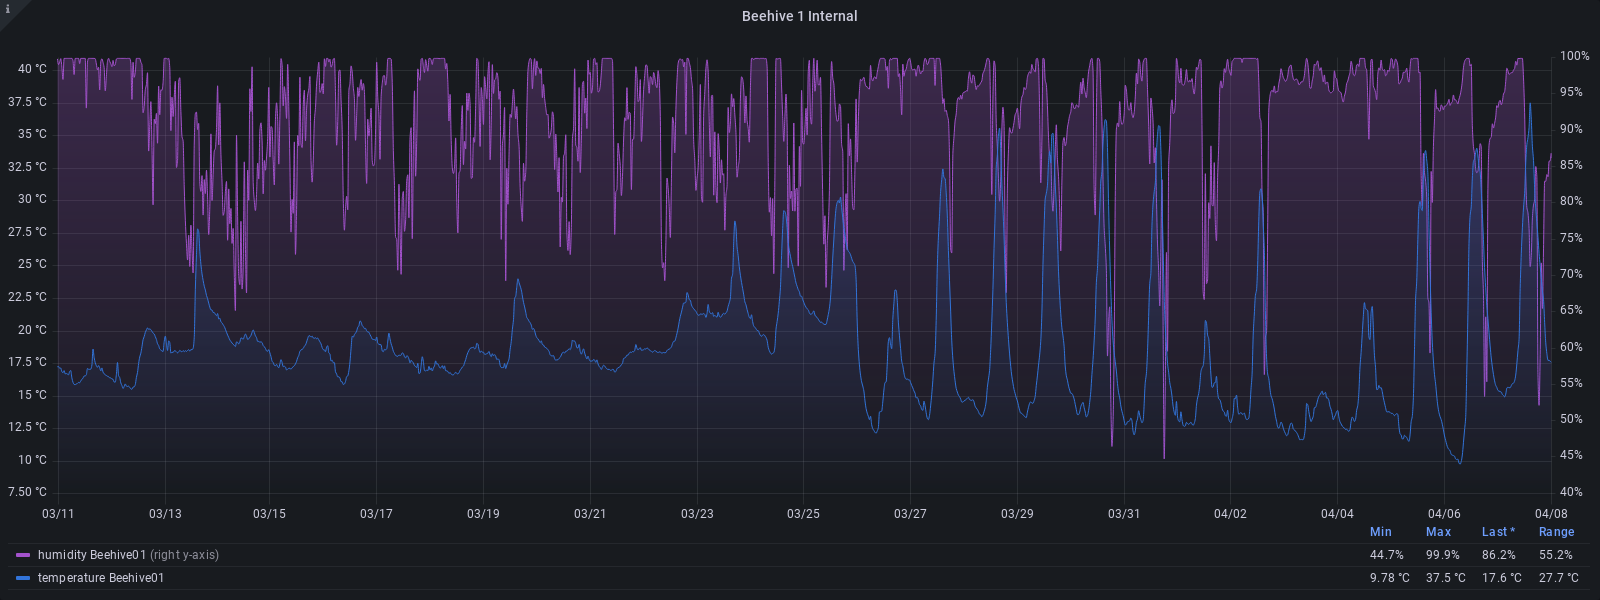 i
Beehive 1 Internal
40 °C
37.5 °C
35 °C
32.5 °C
30 °C
27.5 °C
25 °C
22.5 °C
20 °C
17.5 °C
15 °C
12.5 °C
10 °C
7.50 °C
100%
95%
90%
85%
80%
75%
70%
65%
60%
55%
50%
45%
40%
03/11 03/13 03/15 03/17 03/19 03/21 03/23 03/25 03/27 03/29 03/31 04/02 04/04 04/06 04/08
Min Max Last * Range
humidity Beehive01 (right y-axis) 44.7% 99.9% 86.2% 55.2%
temperature Beehive01 9.78 °C 37.5 °C 17.6 °C 27.7 °C